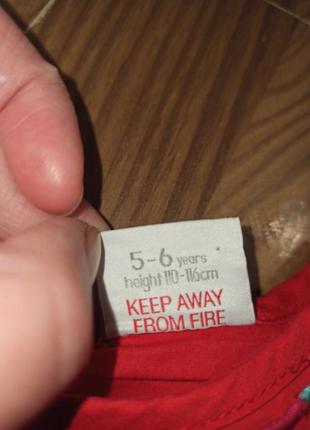 5-6 years
height 110-116cm
KEEP AWAY
FROM FIRE